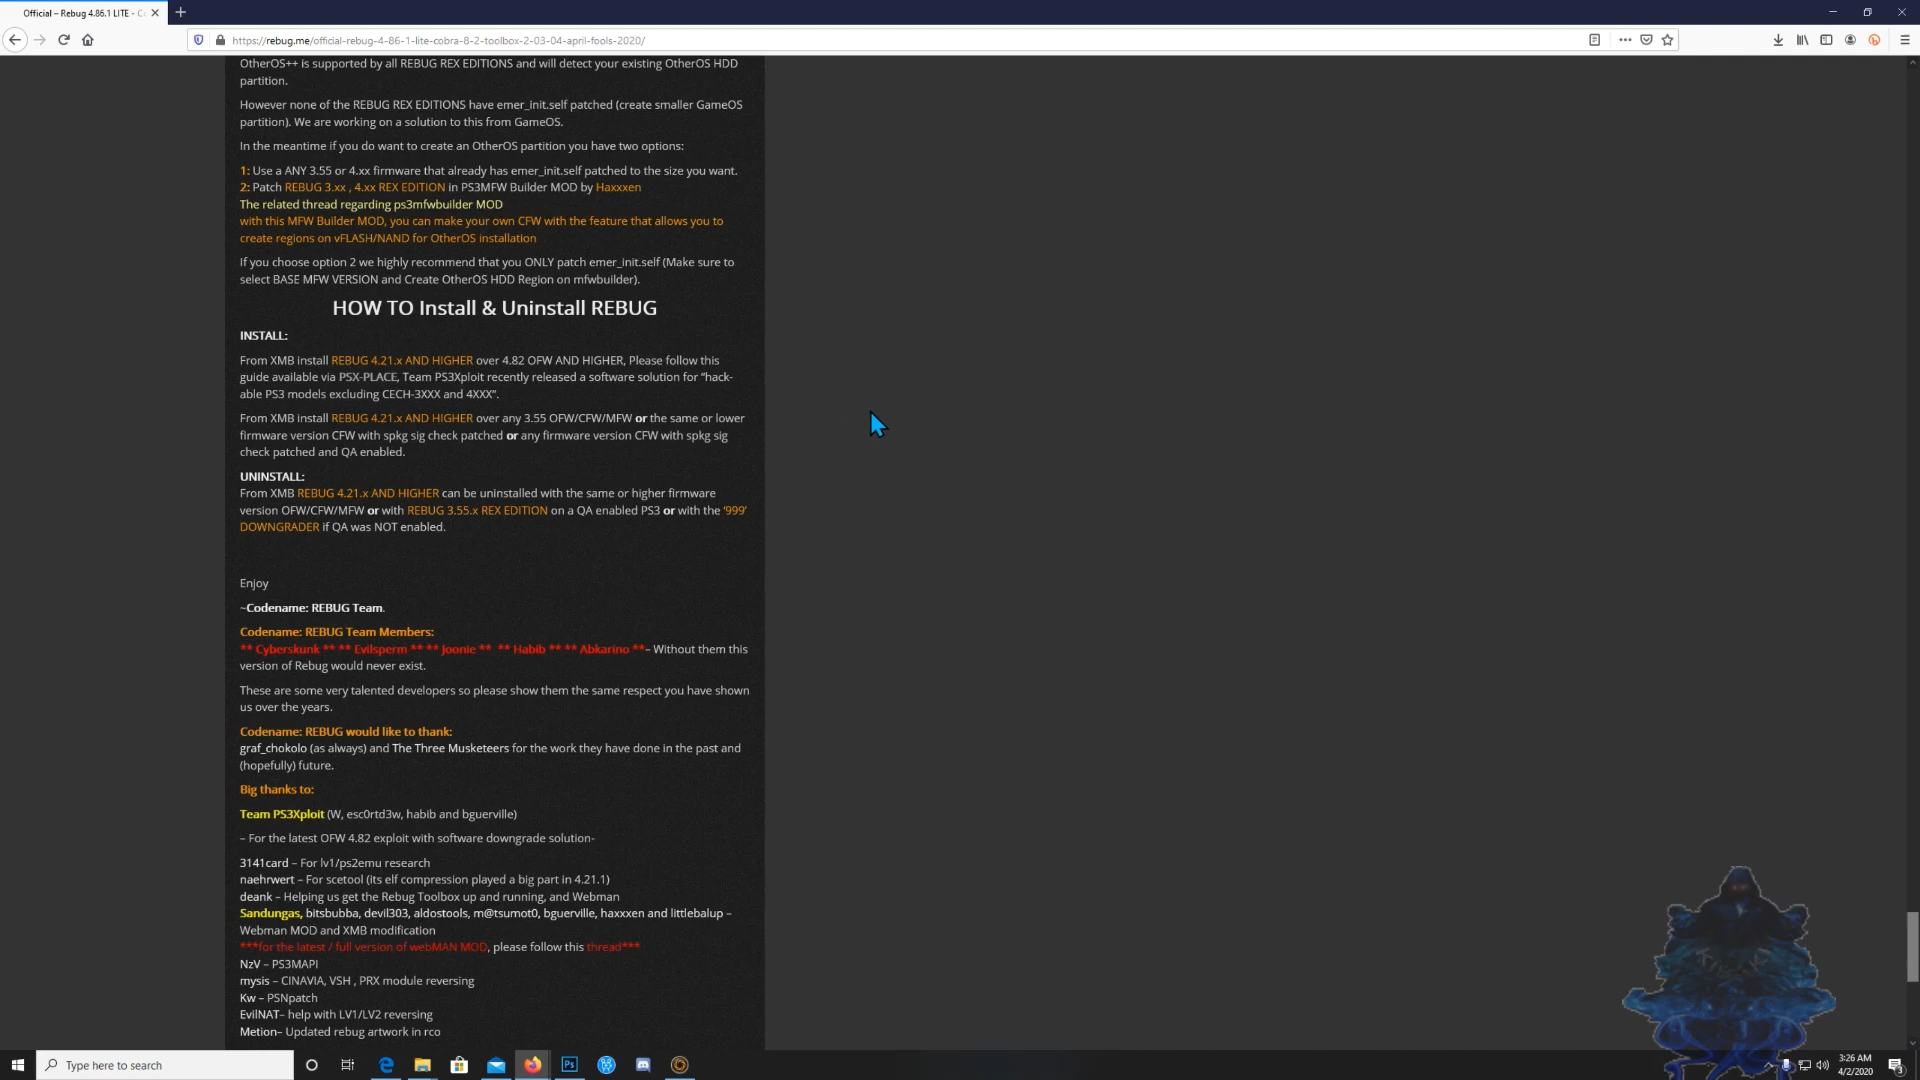 Official – Rebug 4.86.1 LITE - C
https://rebug.me/official-rebug-4-86-1-lite-cobra-8-2-toolbox-2-03-04-april-fools-2020/
OtherOS++ is supported by all REBUG REX EDITIONS and will detect your existing OtherOS HDD
partition.
However none of the REBUG REX EDITIONS have emer_init.self patched (create smaller GameOS
partition). We are working on a solution to this from GameOS.
In the meantime if you do want to create an OtherOS partition you have two options:
1: Use a ANY 3.55 or 4.xx firmware that already has emer_init.self patched to the size you want.
2: Patch REBUG 3.xx , 4.xx REX EDITION in PS3MFW Builder MOD by Haxxxen
The related thread regarding ps3mfwbuilder MOD
with this MFW Builder MOD, you can make your own CFW with the feature that allows you to
create regions on vFLASH/NAND for OtherOS installation
If you choose option 2 we highly recommend that you ONLY patch emer_init.self (Make sure to
select BASE MFW VERSION and Create OtherOS HDD Region on mfwbuilder).
HOW TO Install & Uninstall REBUG
INSTALL:
From XMB install REBUG 4.21.x AND HIGHER over 4.82 OFW AND HIGHER, Please follow this
guide available via PSX-PLACE, Team PS3Xploit recently released a software solution for “hack-
able PS3 models excluding CECH-3XXX and 4XXX”.
From XMB install REBUG 4.21.x AND HIGHER over any 3.55 OFW/CFW/MFW or the same or lower
firmware version CFW with spkg sig check patched or any firmware version CFW with spkg sig
check patched and QA enabled.
UNINSTALL:
From XMB REBUG 4.21.x AND HIGHER can be uninstalled with the same or higher firmware
version OFW/CFW/MFW or with REBUG 3.55.x REX EDITION on a QA enabled PS3 or with the ‘999’
DOWNGRADER if QA was NOT enabled.
Enjoy
~Codename: REBUG Team.
Codename: REBUG Team Members:
** Cyberskunk ** ** Evilsperm ** ** Joonie **  ** Habib ** ** Abkarino **– Without them this
version of Rebug would never exist.
These are some very talented developers so please show them the same respect you have shown
us over the years.
Codename: REBUG would like to thank:
graf_chokolo (as always) and The Three Musketeers for the work they have done in the past and
(hopefully) future.
Big thanks to:
Team PS3Xploit (W, esc0rtd3w, habib and bguerville)
– For the latest OFW 4.82 exploit with software downgrade solution-
3141card – For lv1/ps2emu research
naehrwert – For scetool (its elf compression played a big part in 4.21.1)
deank – Helping us get the Rebug Toolbox up and running, and Webman
Sandungas, bitsbubba, devil303, aldostools, m@tsumot0, bguerville, haxxxen and littlebalup –
Webman MOD and XMB modification
***for the latest / full version of webMAN MOD, please follow this thread***
NzV – PS3MAPI
mysis – CINAVIA, VSH , PRX module reversing
Kw – PSNpatch
EvilNAT– help with LV1/LV2 reversing
Metion– Updated rebug artwork in rco
Type here to search
Ps
3:26 AM
4/2/2020
3